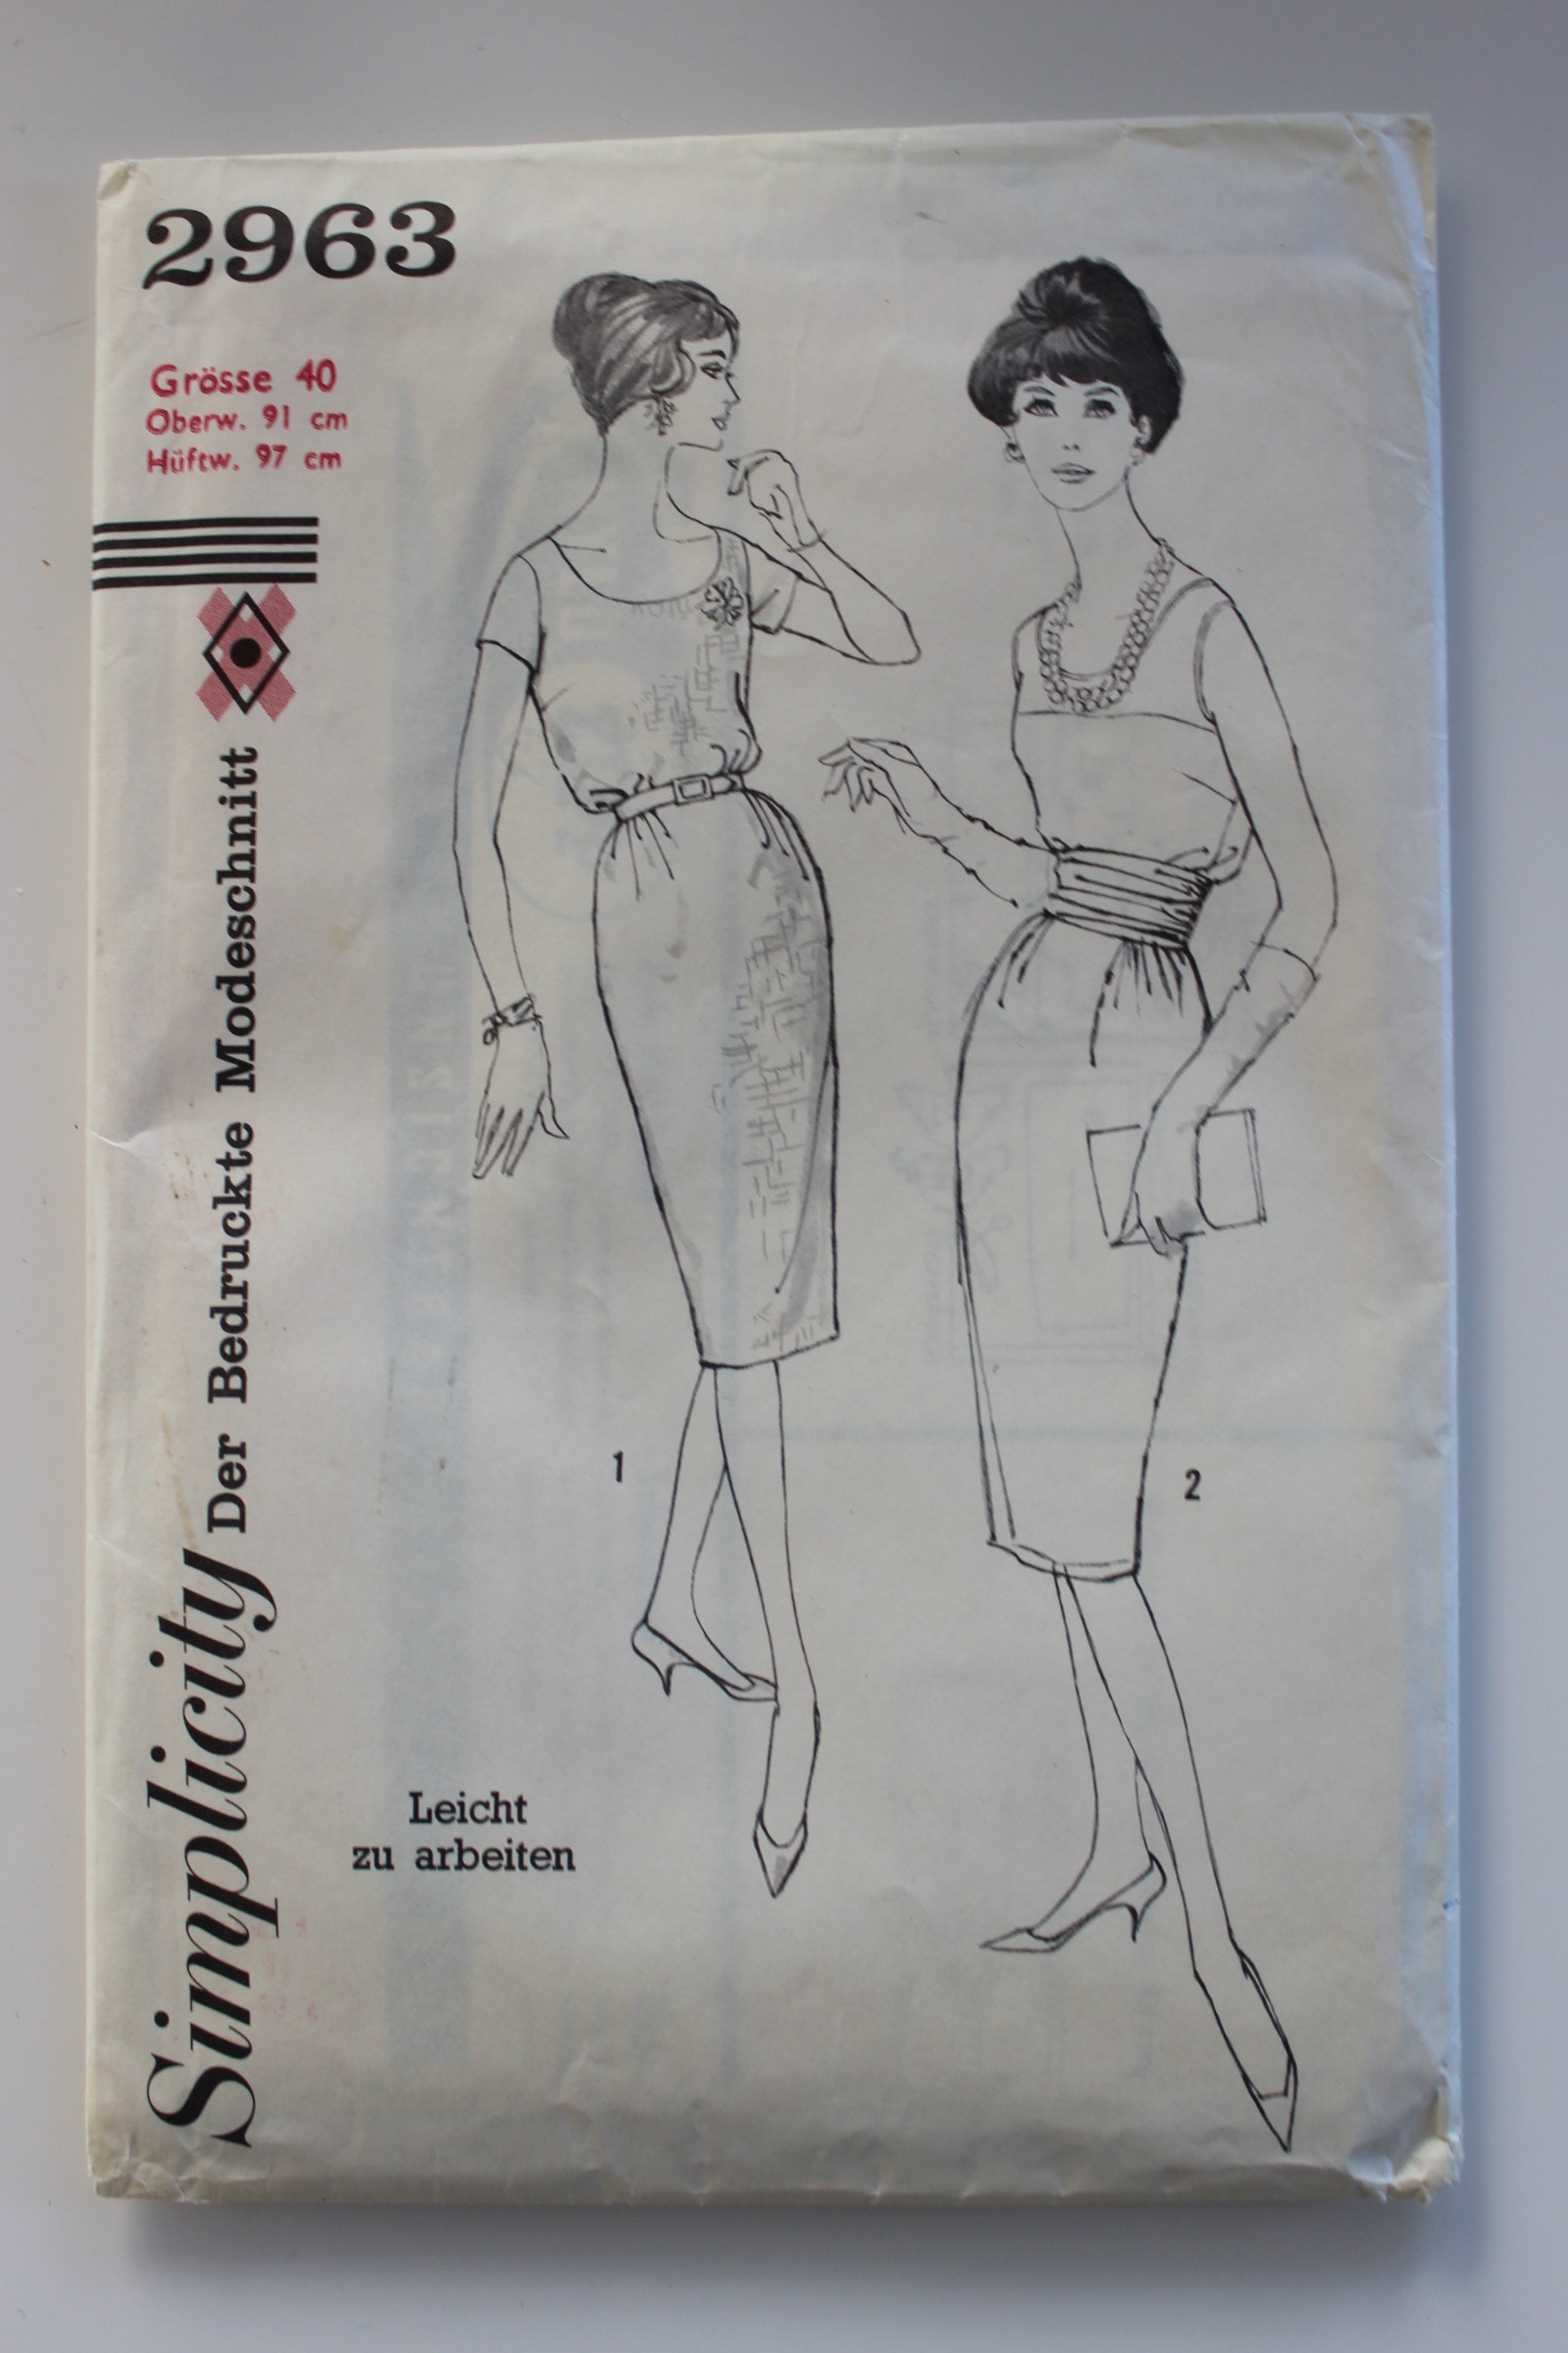 2963
Grösse 40
Oberw. 91 cm
Hüftw. 97 cm
Simplicity Der Bedruckte Modeschnitt
1
2
Leicht
zu arbeiten